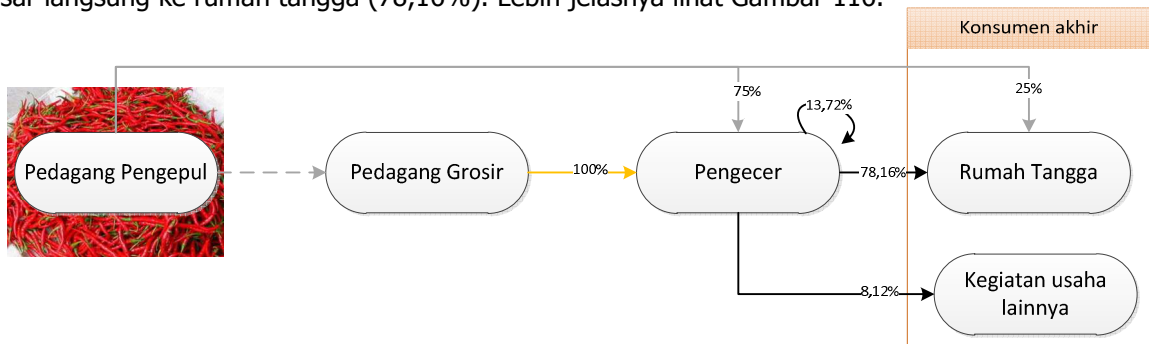 sar langsung ke rumah tangga (78,16%). Lebih jelasnya lihat Gambar 116.
Konsumen akhir
75%
25%
13,72%
Pedagang Pengepul
Pedagang Grosir
100%
Pengecer
78,16%
Rumah Tangga
8,12%
Kegiatan usaha
lainnya